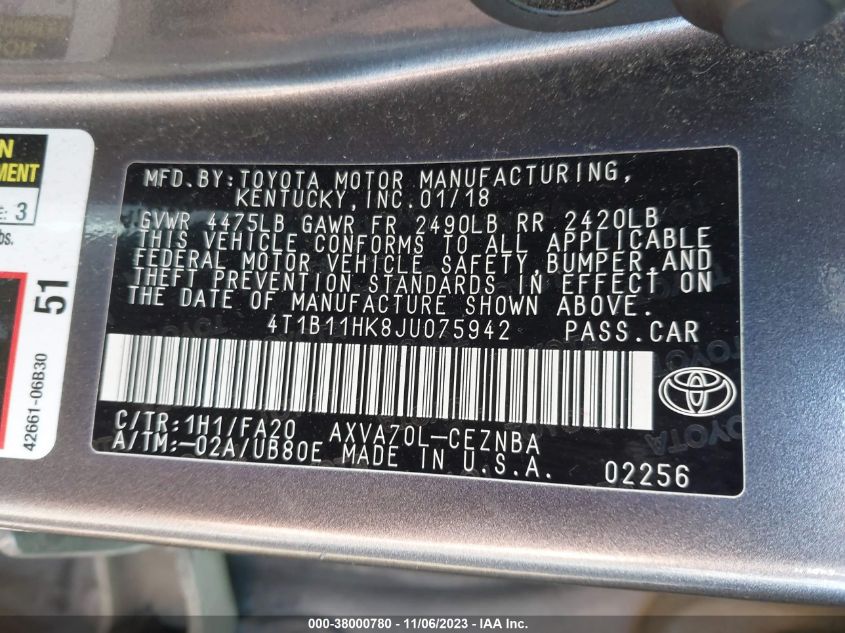 MFD.BY:TOYOTA MOTOR MANUFACTURING,
KENTUCKY,INC.01/18
GVWR 4475LB GAWR FR 2490LB RR 2420LB
THIS VEHICLE CONFORMS TO ALL APPLICABLE
FEDERAL MOTOR VEHICLE SAFETY,BUMPER,AND
THEFT PREVENTION STANDARDS IN EFFECT ON
THE DATE OF MANUFACTURE SHOWN ABOVE.
4T1B11HK8JU075942 PASS.CAR
C/TR:1H1/FA20 AXVA70L-CEZNBA
A/TM:-02A/UB80E MADE IN U.S.A. 02256
3
51
42661-06B30
000-38000780 - 11/06/2023 - IAA Inc.